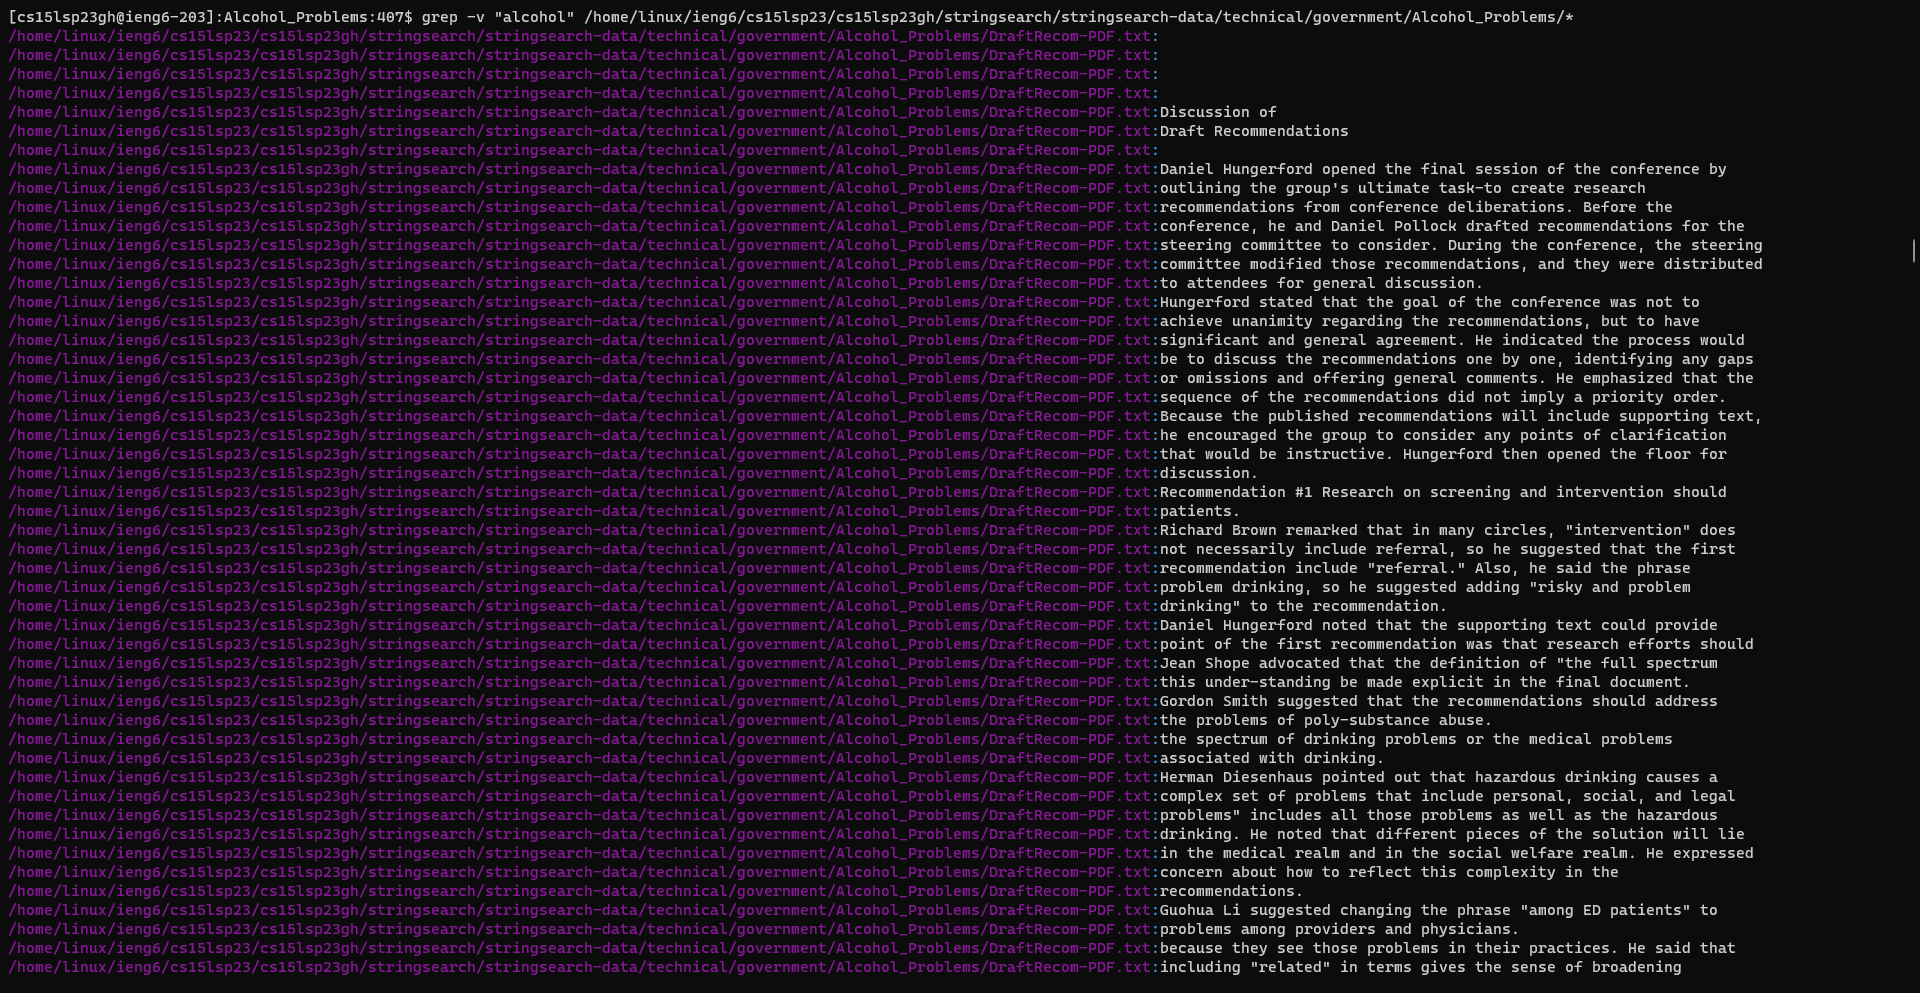 [cs15lsp23gh@ieng6-203]:Alcohol_Problems:407$ grep -v "alcohol" /home/linux/ieng6/cs15lsp23/cs15lsp23gh/stringsearch/stringsearch-data/technical/government/Alcohol_Problems/*
/home/linux/ieng6/cs15lsp23/cs15lsp23gh/stringsearch/stringsearch-data/technical/government/Alcohol_Problems/DraftRecom-PDF.txt:
/home/linux/ieng6/cs15lsp23/cs15lsp23gh/stringsearch/stringsearch-data/technical/government/Alcohol_Problems/DraftRecom-PDF.txt:
/home/linux/ieng6/cs15lsp23/cs15lsp23gh/stringsearch/stringsearch-data/technical/government/Alcohol_Problems/DraftRecom-PDF.txt:
/home/linux/ieng6/cs15lsp23/cs15lsp23gh/stringsearch/stringsearch-data/technical/government/Alcohol_Problems/DraftRecom-PDF.txt:
/home/linux/ieng6/cs15lsp23/cs15lsp23gh/stringsearch/stringsearch-data/technical/government/Alcohol_Problems/DraftRecom-PDF.txt:Discussion of
/home/linux/ieng6/cs15lsp23/cs15lsp23gh/stringsearch/stringsearch-data/technical/government/Alcohol_Problems/DraftRecom-PDF.txt:Draft Recommendations
/home/linux/ieng6/cs15lsp23/cs15lsp23gh/stringsearch/stringsearch-data/technical/government/Alcohol_Problems/DraftRecom-PDF.txt:
/home/linux/ieng6/cs15lsp23/cs15lsp23gh/stringsearch/stringsearch-data/technical/government/Alcohol_Problems/DraftRecom-PDF.txt:Daniel Hungerford opened the final session of the conference by
/home/linux/ieng6/cs15lsp23/cs15lsp23gh/stringsearch/stringsearch-data/technical/government/Alcohol_Problems/DraftRecom-PDF.txt:outlining the group's ultimate task-to create research
/home/linux/ieng6/cs15lsp23/cs15lsp23gh/stringsearch/stringsearch-data/technical/government/Alcohol_Problems/DraftRecom-PDF.txt:recommendations from conference deliberations. Before the
/home/linux/ieng6/cs15lsp23/cs15lsp23gh/stringsearch/stringsearch-data/technical/government/Alcohol_Problems/DraftRecom-PDF.txt:conference, he and Daniel Pollock drafted recommendations for the
/home/linux/ieng6/cs15lsp23/cs15lsp23gh/stringsearch/stringsearch-data/technical/government/Alcohol_Problems/DraftRecom-PDF.txt:steering committee to consider. During the conference, the steering
/home/linux/ieng6/cs15lsp23/cs15lsp23gh/stringsearch/stringsearch-data/technical/government/Alcohol_Problems/DraftRecom-PDF.txt:committee modified those recommendations, and they were distributed
/home/linux/ieng6/cs15lsp23/cs15lsp23gh/stringsearch/stringsearch-data/technical/government/Alcohol_Problems/DraftRecom-PDF.txt:to attendees for general discussion.
/home/linux/ieng6/cs15lsp23/cs15lsp23gh/stringsearch/stringsearch-data/technical/government/Alcohol_Problems/DraftRecom-PDF.txt:Hungerford stated that the goal of the conference was not to
/home/linux/ieng6/cs15lsp23/cs15lsp23gh/stringsearch/stringsearch-data/technical/government/Alcohol_Problems/DraftRecom-PDF.txt:achieve unanimity regarding the recommendations, but to have
/home/linux/ieng6/cs15lsp23/cs15lsp23gh/stringsearch/stringsearch-data/technical/government/Alcohol_Problems/DraftRecom-PDF.txt:significant and general agreement. He indicated the process would
/home/linux/ieng6/cs15lsp23/cs15lsp23gh/stringsearch/stringsearch-data/technical/government/Alcohol_Problems/DraftRecom-PDF.txt:be to discuss the recommendations one by one, identifying any gaps
/home/linux/ieng6/cs15lsp23/cs15lsp23gh/stringsearch/stringsearch-data/technical/government/Alcohol_Problems/DraftRecom-PDF.txt:or omissions and offering general comments. He emphasized that the
/home/linux/ieng6/cs15lsp23/cs15lsp23gh/stringsearch/stringsearch-data/technical/government/Alcohol_Problems/DraftRecom-PDF.txt:sequence of the recommendations did not imply a priority order.
/home/linux/ieng6/cs15lsp23/cs15lsp23gh/stringsearch/stringsearch-data/technical/government/Alcohol_Problems/DraftRecom-PDF.txt:Because the published recommendations will include supporting text,
/home/linux/ieng6/cs15lsp23/cs15lsp23gh/stringsearch/stringsearch-data/technical/government/Alcohol_Problems/DraftRecom-PDF.txt:he encouraged the group to consider any points of clarification
/home/linux/ieng6/cs15lsp23/cs15lsp23gh/stringsearch/stringsearch-data/technical/government/Alcohol_Problems/DraftRecom-PDF.txt:that would be instructive. Hungerford then opened the floor for
/home/linux/ieng6/cs15lsp23/cs15lsp23gh/stringsearch/stringsearch-data/technical/government/Alcohol_Problems/DraftRecom-PDF.txt:discussion.
/home/linux/ieng6/cs15lsp23/cs15lsp23gh/stringsearch/stringsearch-data/technical/government/Alcohol_Problems/DraftRecom-PDF.txt:Recommendation #1 Research on screening and intervention should
/home/linux/ieng6/cs15lsp23/cs15lsp23gh/stringsearch/stringsearch-data/technical/government/Alcohol_Problems/DraftRecom-PDF.txt:patients.
/home/linux/ieng6/cs15lsp23/cs15lsp23gh/stringsearch/stringsearch-data/technical/government/Alcohol_Problems/DraftRecom-PDF.txt:Richard Brown remarked that in many circles, "intervention" does
/home/linux/ieng6/cs15lsp23/cs15lsp23gh/stringsearch/stringsearch-data/technical/government/Alcohol_Problems/DraftRecom-PDF.txt:not necessarily include referral, so he suggested that the first
/home/linux/ieng6/cs15lsp23/cs15lsp23gh/stringsearch/stringsearch-data/technical/government/Alcohol_Problems/DraftRecom-PDF.txt:recommendation include "referral." Also, he said the phrase
/home/linux/ieng6/cs15lsp23/cs15lsp23gh/stringsearch/stringsearch-data/technical/government/Alcohol_Problems/DraftRecom-PDF.txt:problem drinking, so he suggested adding "risky and problem
/home/linux/ieng6/cs15lsp23/cs15lsp23gh/stringsearch/stringsearch-data/technical/government/Alcohol_Problems/DraftRecom-PDF.txt:drinking" to the recommendation.
/home/linux/ieng6/cs15lsp23/cs15lsp23gh/stringsearch/stringsearch-data/technical/government/Alcohol_Problems/DraftRecom-PDF.txt:Daniel Hungerford noted that the supporting text could provide
/home/linux/ieng6/cs15lsp23/cs15lsp23gh/stringsearch/stringsearch-data/technical/government/Alcohol_Problems/DraftRecom-PDF.txt:point of the first recommendation was that research efforts should
/home/linux/ieng6/cs15lsp23/cs15lsp23gh/stringsearch/stringsearch-data/technical/government/Alcohol_Problems/DraftRecom-PDF.txt:Jean Shope advocated that the definition of "the full spectrum
/home/linux/ieng6/cs15lsp23/cs15lsp23gh/stringsearch/stringsearch-data/technical/government/Alcohol_Problems/DraftRecom-PDF.txt:this under-standing be made explicit in the final document.
/home/linux/ieng6/cs15lsp23/cs15lsp23gh/stringsearch/stringsearch-data/technical/government/Alcohol_Problems/DraftRecom-PDF.txt:Gordon Smith suggested that the recommendations should address
/home/linux/ieng6/cs15lsp23/cs15lsp23gh/stringsearch/stringsearch-data/technical/government/Alcohol_Problems/DraftRecom-PDF.txt:the problems of poly-substance abuse.
/home/linux/ieng6/cs15lsp23/cs15lsp23gh/stringsearch/stringsearch-data/technical/government/Alcohol_Problems/DraftRecom-PDF.txt:the spectrum of drinking problems or the medical problems
/home/linux/ieng6/cs15lsp23/cs15lsp23gh/stringsearch/stringsearch-data/technical/government/Alcohol_Problems/DraftRecom-PDF.txt:associated with drinking.
/home/linux/ieng6/cs15lsp23/cs15lsp23gh/stringsearch/stringsearch-data/technical/government/Alcohol_Problems/DraftRecom-PDF.txt:Herman Diesenhaus pointed out that hazardous drinking causes a
/home/linux/ieng6/cs15lsp23/cs15lsp23gh/stringsearch/stringsearch-data/technical/government/Alcohol_Problems/DraftRecom-PDF.txt:complex set of problems that include personal, social, and legal
/home/linux/ieng6/cs15lsp23/cs15lsp23gh/stringsearch/stringsearch-data/technical/government/Alcohol_Problems/DraftRecom-PDF.txt:problems" includes all those problems as well as the hazardous
/home/linux/ieng6/cs15lsp23/cs15lsp23gh/stringsearch/stringsearch-data/technical/government/Alcohol_Problems/DraftRecom-PDF.txt:drinking. He noted that different pieces of the solution will lie
/home/linux/ieng6/cs15lsp23/cs15lsp23gh/stringsearch/stringsearch-data/technical/government/Alcohol_Problems/DraftRecom-PDF.txt:in the medical realm and in the social welfare realm. He expressed
/home/linux/ieng6/cs15lsp23/cs15lsp23gh/stringsearch/stringsearch-data/technical/government/Alcohol_Problems/DraftRecom-PDF.txt:concern about how to reflect this complexity in the
/home/linux/ieng6/cs15lsp23/cs15lsp23gh/stringsearch/stringsearch-data/technical/government/Alcohol_Problems/DraftRecom-PDF.txt:recommendations.
/home/linux/ieng6/cs15lsp23/cs15lsp23gh/stringsearch/stringsearch-data/technical/government/Alcohol_Problems/DraftRecom-PDF.txt:Guohua Li suggested changing the phrase "among ED patients" to
/home/linux/ieng6/cs15lsp23/cs15lsp23gh/stringsearch/stringsearch-data/technical/government/Alcohol_Problems/DraftRecom-PDF.txt:problems among providers and physicians.
/home/linux/ieng6/cs15lsp23/cs15lsp23gh/stringsearch/stringsearch-data/technical/government/Alcohol_Problems/DraftRecom-PDF.txt:because they see those problems in their practices. He said that
/home/linux/ieng6/cs15lsp23/cs15lsp23gh/stringsearch/stringsearch-data/technical/government/Alcohol_Problems/DraftRecom-PDF.txt:including "related" in terms gives the sense of broadening